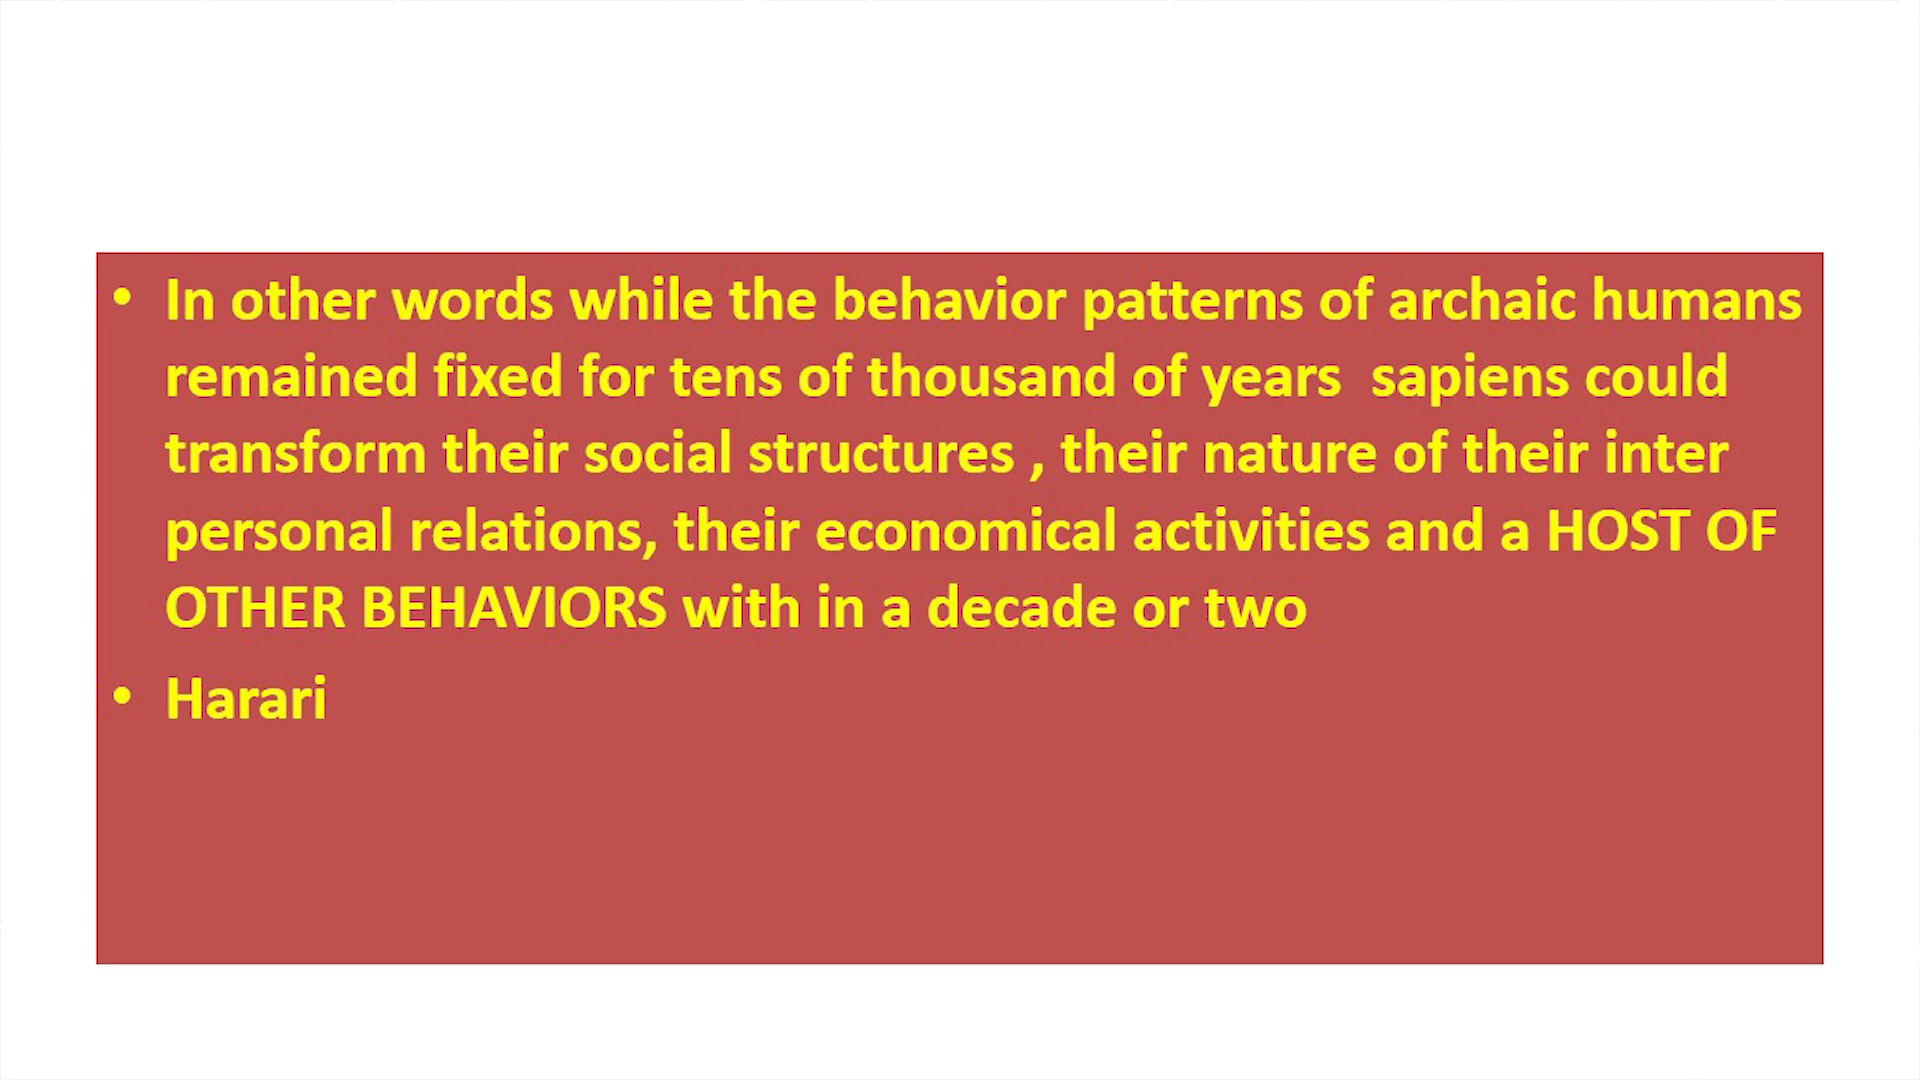 • In other words while the behavior patterns of archaic humans
remained fixed for tens of thousand of years  sapiens could
transform their social structures , their nature of their inter
personal relations, their economical activities and a HOST OF
OTHER BEHAVIORS with in a decade or two
• Harari